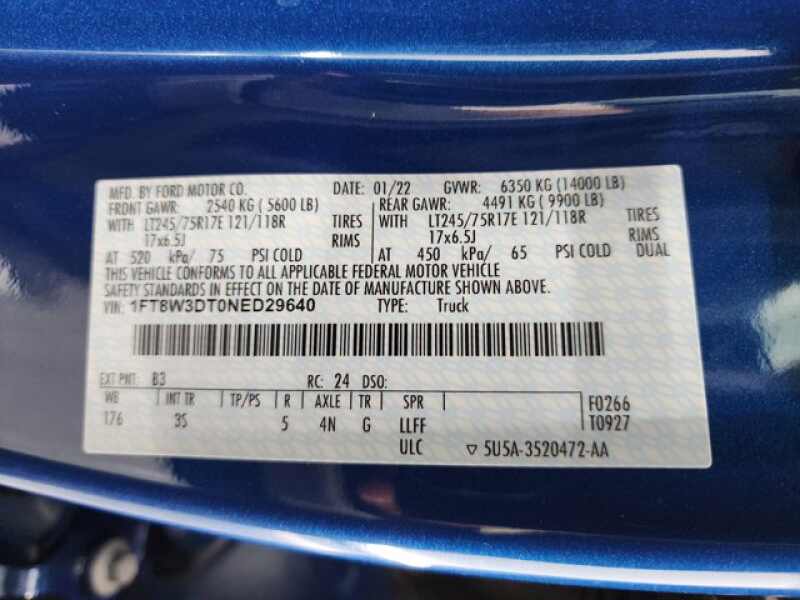 MFD. BY FORD MOTOR CO. DATE: 01/22 GVWR: 6350 KG (14000 LB)
FRONT GAWR: 2540 KG ( 5600 LB) REAR GAWR: 4491 KG ( 9900 LB)
WITH LT245/75R17E 121/118R TIRES WITH LT245/75R17E 121/118R TIRES
17x6.5J RIMS 17x6.5J RIMS
AT 520 kPa/ 75 PSI COLD AT 450 kPa/ 65 PSI COLD DUAL
THIS VEHICLE CONFORMS TO ALL APPLICABLE FEDERAL MOTOR VEHICLE
SAFETY STANDARDS IN EFFECT ON THE DATE OF MANUFACTURE SHOWN ABOVE.
VIN: 1FT8W3DT0NED29640 TYPE: Truck
EXT PNT: B3 RC: 24 DSO:
WB INT TR TP/PS R AXLE TR SPR F0266
176 3S 5 4N G LLFF T0927
ULC ▽ 5U5A-3520472-AA